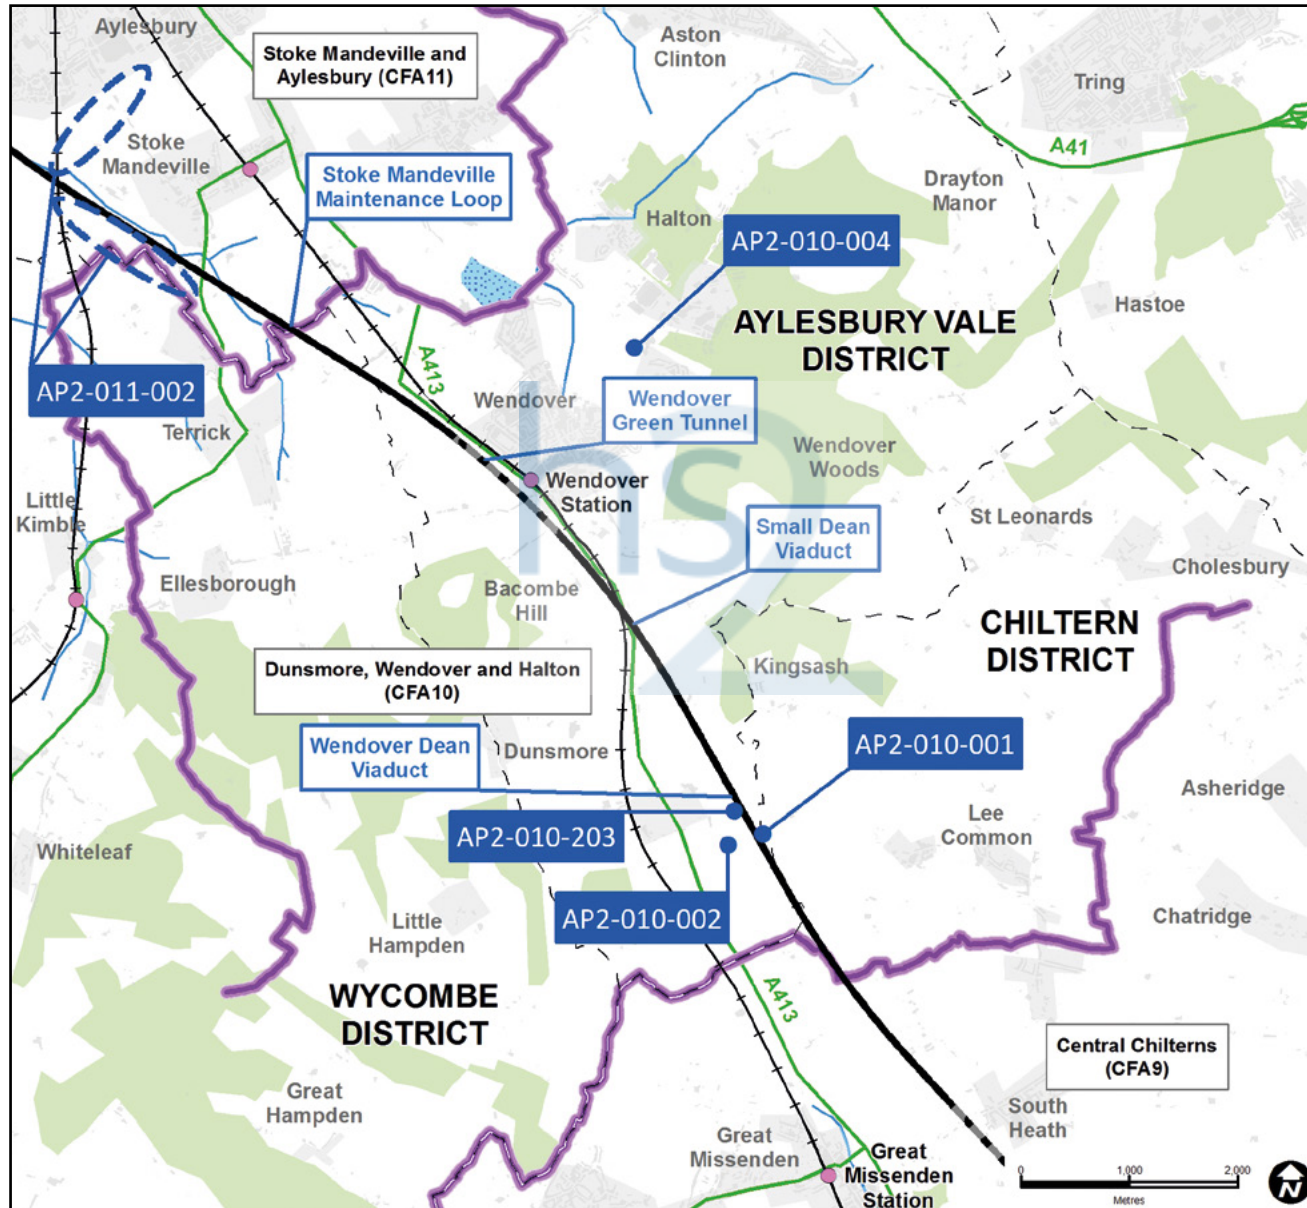 Aylesbury
Stoke Mandeville and
Aylesbury (CFA11)
Aston
Clinton
Tring
A41
Stoke
Mandeville
Stoke Mandeville
Maintenance Loop
Halton
Drayton
Manor
AP2-010-004
Hastoe
AYLESBURY VALE
DISTRICT
AP2-011-002
A413
Wendover
Wendover
Green Tunnel
Terrick
Wendover
Woods
Wendover
Station
Little
Kimble
St Leonards
Small Dean
Viaduct
Cholesbury
Ellesborough
Bacombe
Hill
hs2
CHILTERN
DISTRICT
Kingsash
Dunsmore, Wendover and Halton
(CFA10)
Wendover Dean
Viaduct
Dunsmore
AP2-010-001
Asheridge
Lee
Common
AP2-010-203
Whiteleaf
AP2-010-002
Chatridge
Little
Hampden
WYCOMBE
DISTRICT
A413
Central Chilterns
(CFA9)
Great
Hampden
South
Heath
Great
Missenden
Great
Missenden
Station
0 1,000 2,000
Metres
N